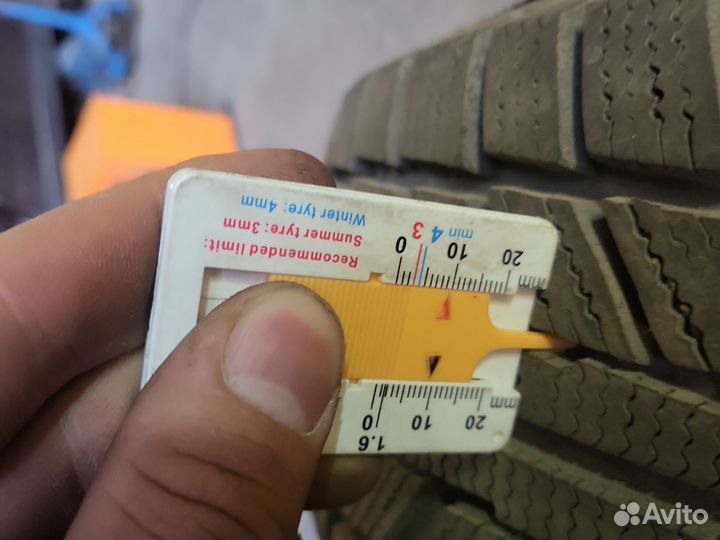 Recommended limit:
Summer tyre: 3mm
Winter tyre: 4mm
min 4 3
20 10 0
mm
1.6 0 10 20
mm
Avito